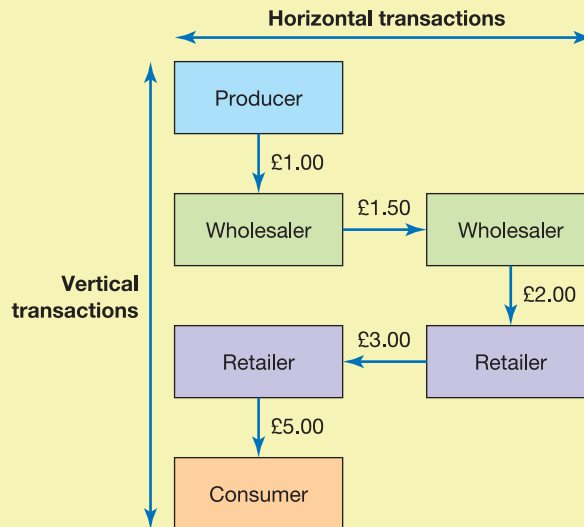 Horizontal transactions
Producer
£1.00
Wholesaler
£1.50
Wholesaler
Vertical
transactions
£2.00
Retailer
£3.00
Retailer
£5.00
Consumer